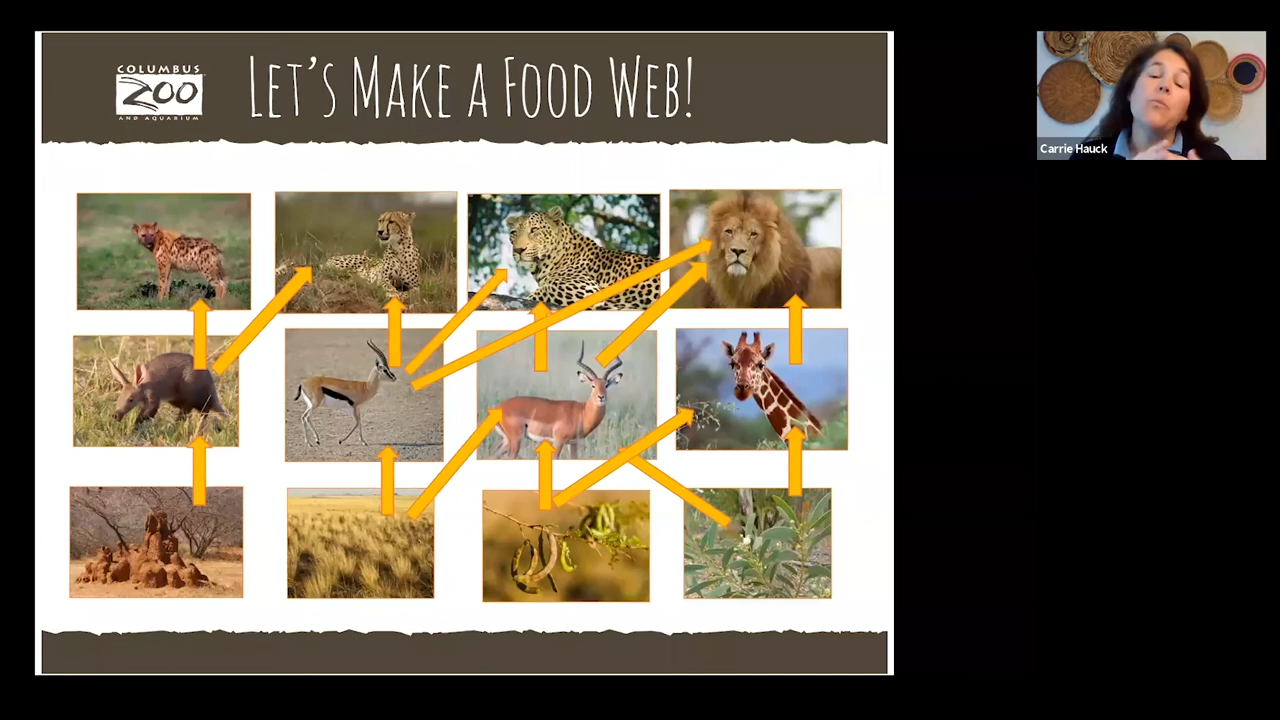 COLUMBUS
ZOO
AND AQUARIUM
LET'S MAKE A FOOD WEB!
Carrie Hauck